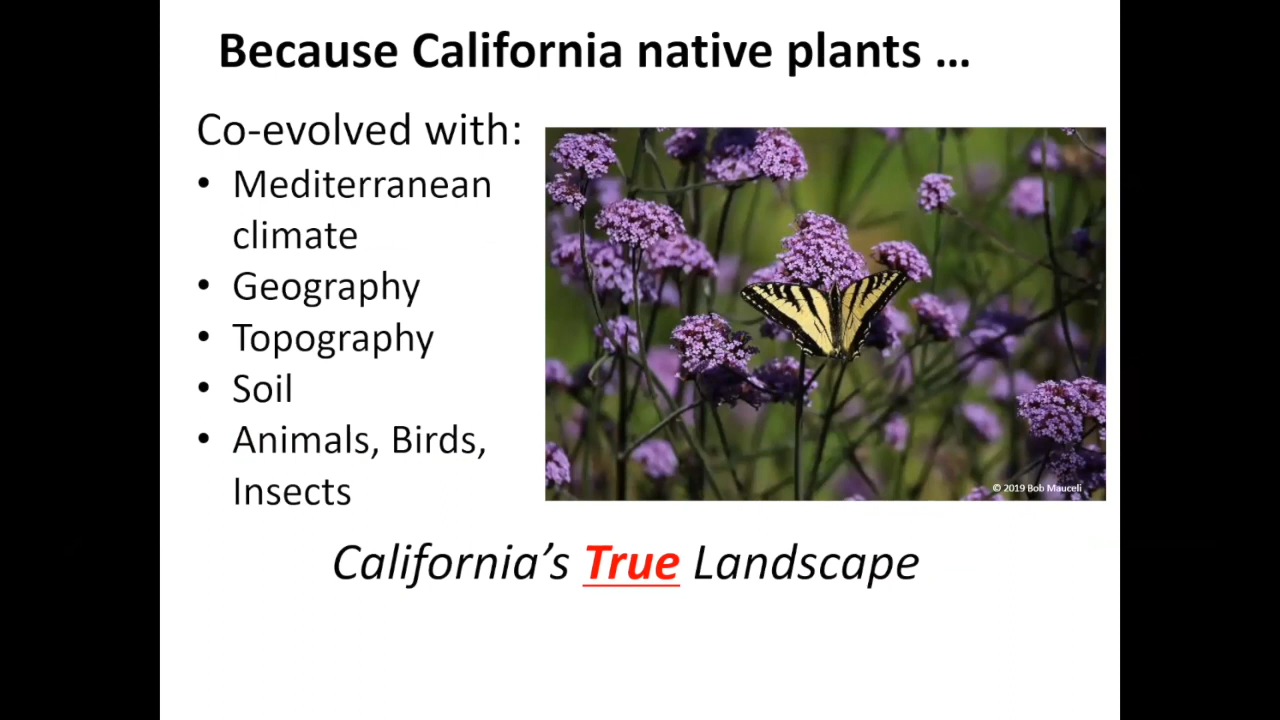 Because California native plants ...
Co-evolved with:
• Mediterranean
climate
• Geography
• Topography
• Soil
• Animals, Birds,
Insects
© 2019 Bob Mauceli
California’s True Landscape